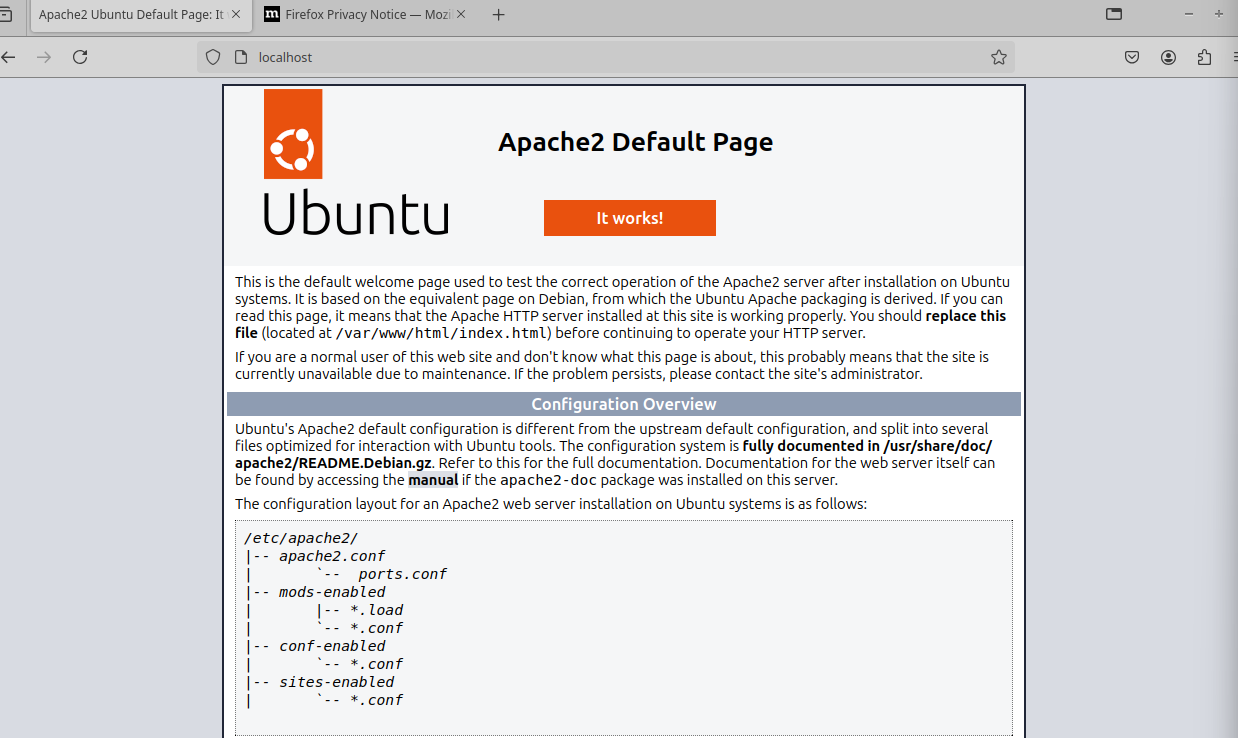 Apache2 Ubuntu Default Page: It
Firefox Privacy Notice — Mozi
localhost
Apache2 Default Page
Ubuntu
It works!
This is the default welcome page used to test the correct operation of the Apache2 server after installation on Ubuntu
systems. It is based on the equivalent page on Debian, from which the Ubuntu Apache packaging is derived. If you can
read this page, it means that the Apache HTTP server installed at this site is working properly. You should replace this
file (located at /var/www/html/index.html) before continuing to operate your HTTP server.
If you are a normal user of this web site and don't know what this page is about, this probably means that the site is
currently unavailable due to maintenance. If the problem persists, please contact the site's administrator.
Configuration Overview
Ubuntu's Apache2 default configuration is different from the upstream default configuration, and split into several
files optimized for interaction with Ubuntu tools. The configuration system is fully documented in /usr/share/doc/
apache2/README.Debian.gz. Refer to this for the full documentation. Documentation for the web server itself can
be found by accessing the manual if the apache2-doc package was installed on this server.
The configuration layout for an Apache2 web server installation on Ubuntu systems is as follows:
/etc/apache2/
|-- apache2.conf
|       `--  ports.conf
|-- mods-enabled
|       |-- *.load
|       `-- *.conf
|-- conf-enabled
|       `-- *.conf
|-- sites-enabled
|       `-- *.conf